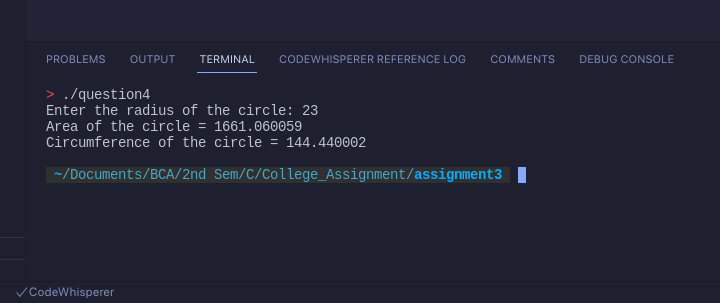 PROBLEMS OUTPUT TERMINAL CODEWHISPERER REFERENCE LOG COMMENTS DEBUG CONSOLE
> ./question4
Enter the radius of the circle: 23
Area of the circle = 1661.060059
Circumference of the circle = 144.440002
~/Documents/BCA/2nd Sem/C/College_Assignment/assignment3
✓CodeWhisperer